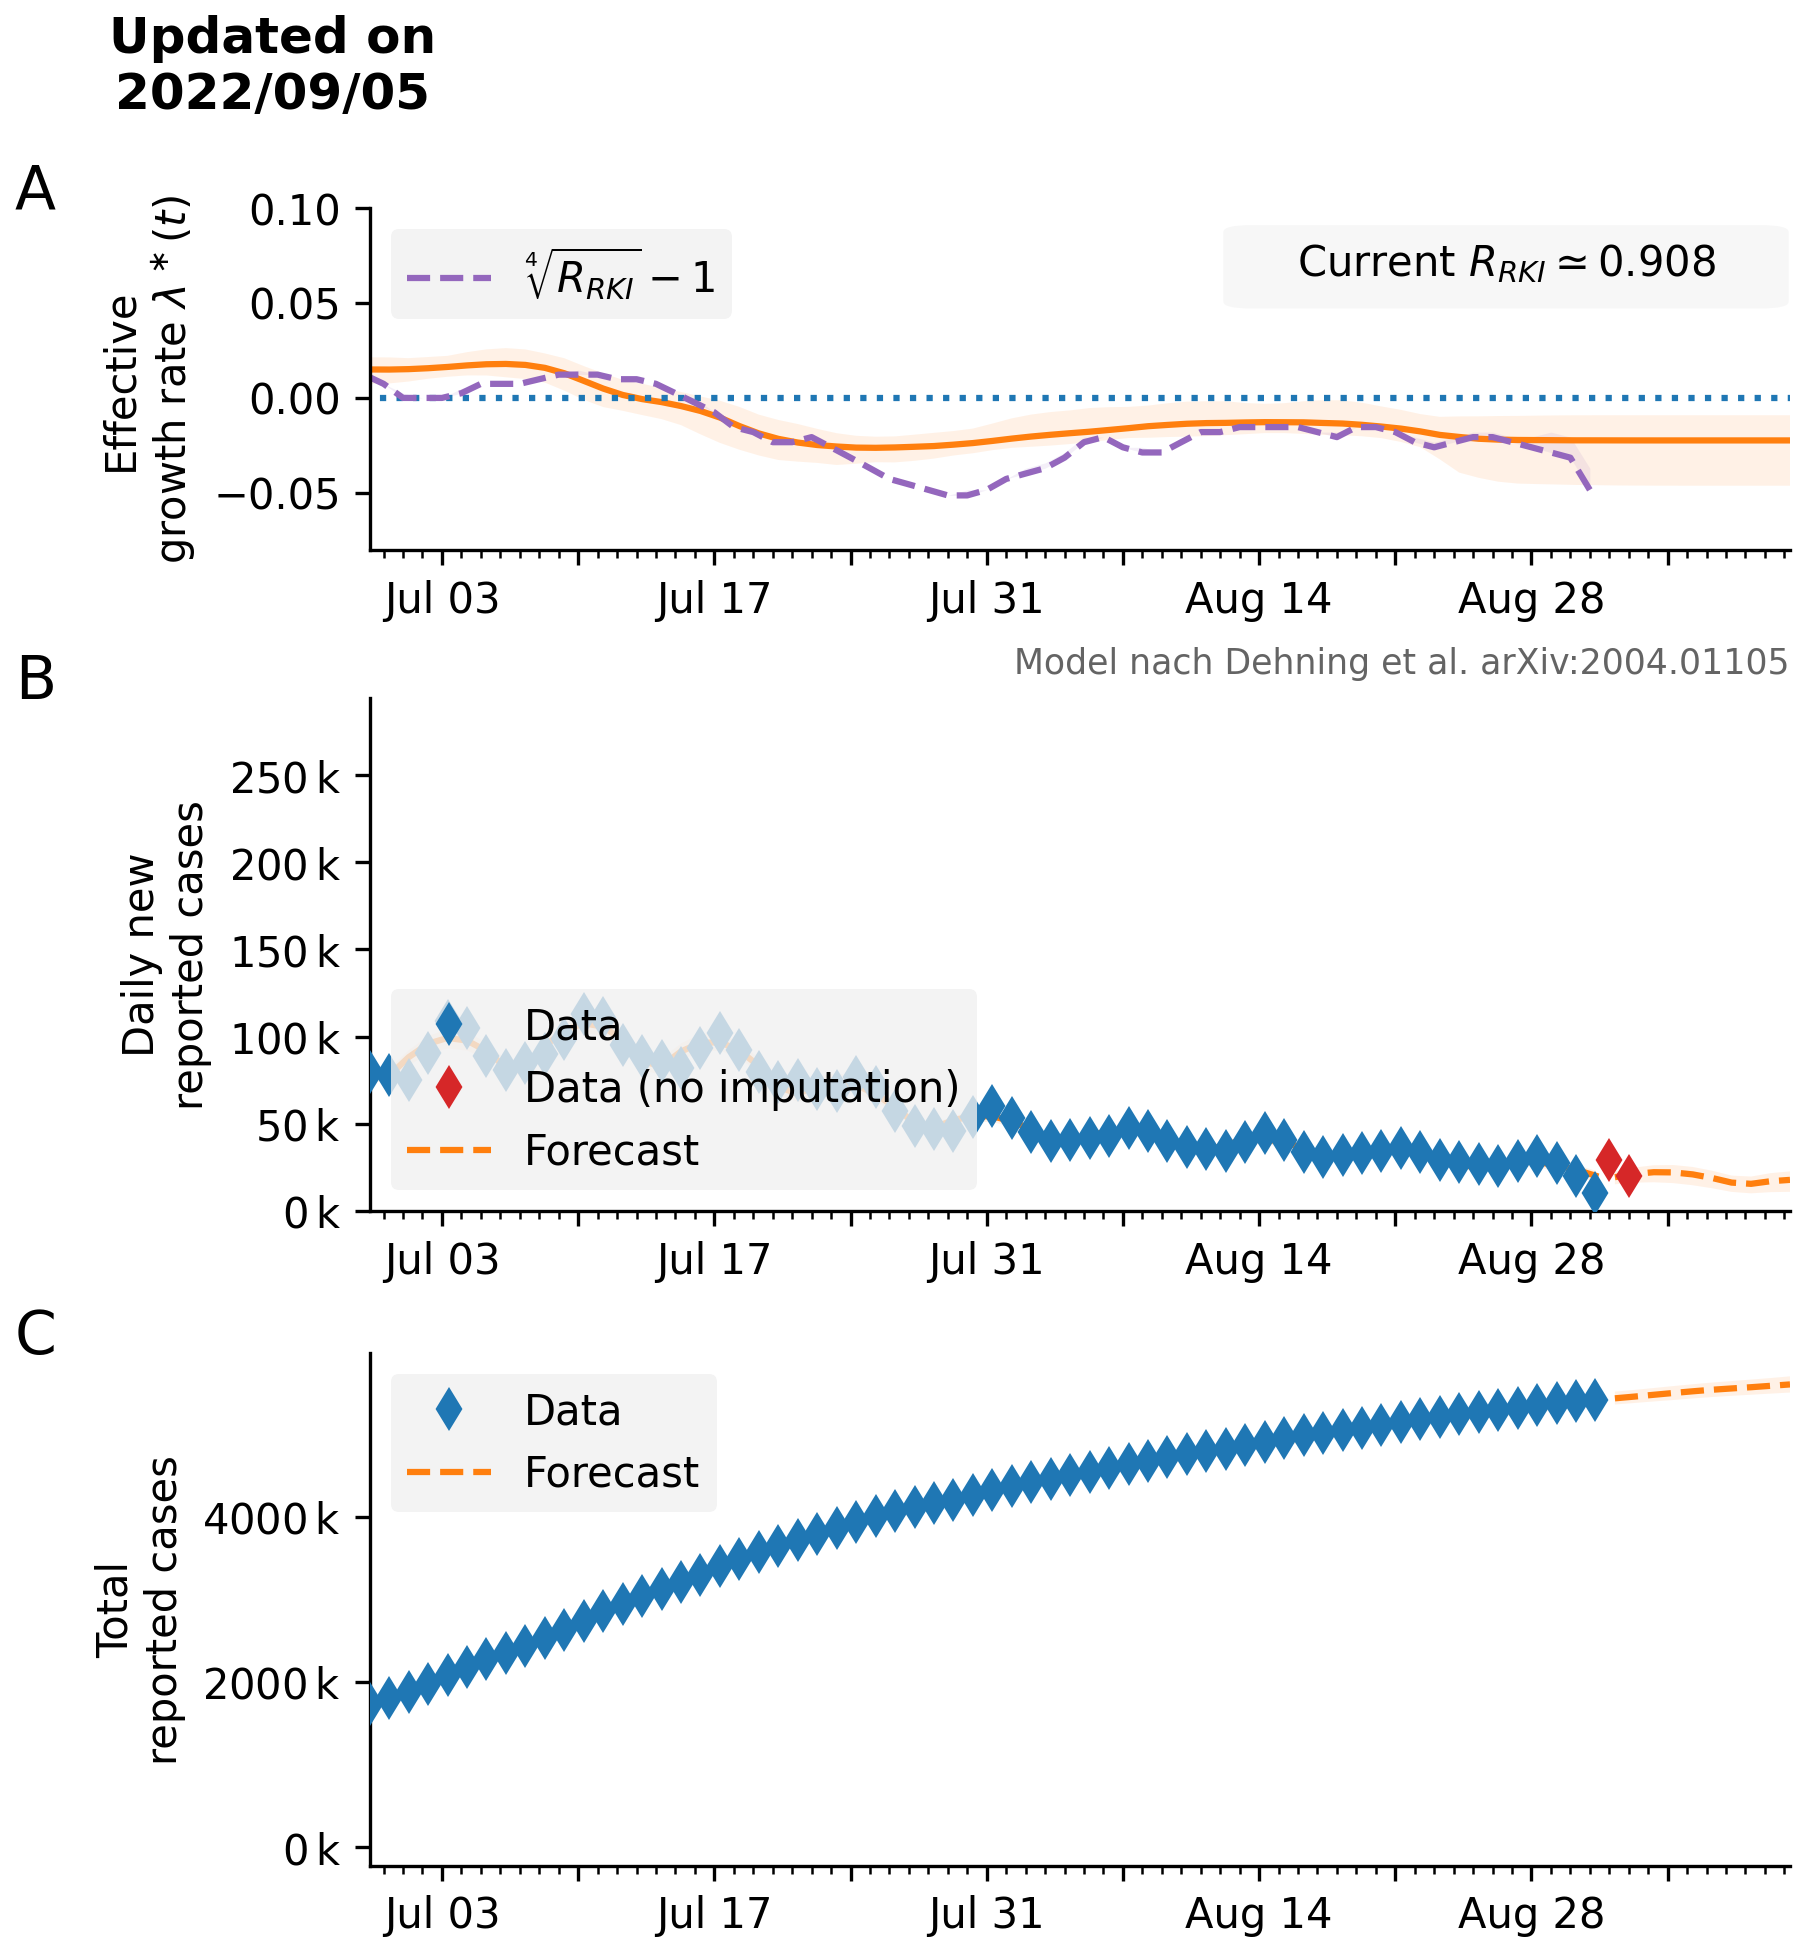 Updated on
2022/09/05
A
Effective
growth rate λ * (t)
0.10
0.05
0.00
−0.05
∜R_RKI − 1
Current R_RKI ≃ 0.908
Jul 03
Jul 17
Jul 31
Aug 14
Aug 28
Model nach Dehning et al. arXiv:2004.01105
B
Daily new
reported cases
250 k
200 k
150 k
100 k
50 k
0 k
Data
Data (no imputation)
Forecast
Jul 03
Jul 17
Jul 31
Aug 14
Aug 28
C
Total
reported cases
4000 k
2000 k
0 k
Data
Forecast
Jul 03
Jul 17
Jul 31
Aug 14
Aug 28